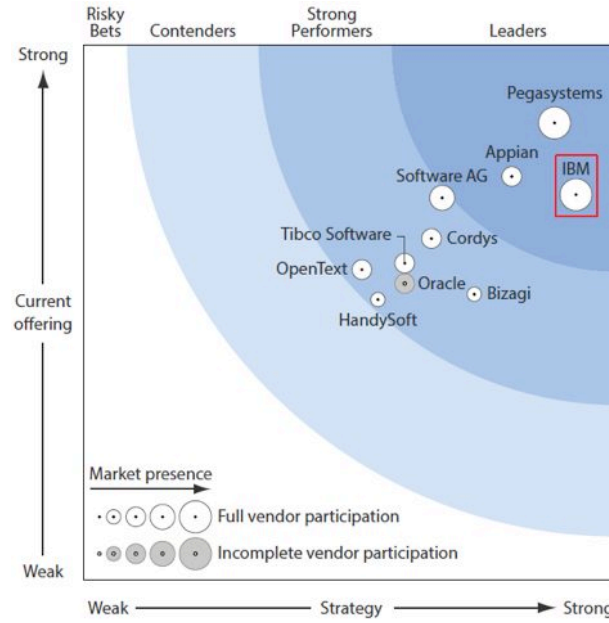 Risky
Bets
Contenders
Strong
Performers
Leaders
Strong
Pegasystems
Appian
IBM
Software AG
Tibco Software
Cordys
OpenText
Oracle
Bizagi
HandySoft
Current
offering
Market presence
Full vendor participation
Incomplete vendor participation
Weak
Weak
Strategy
Strong